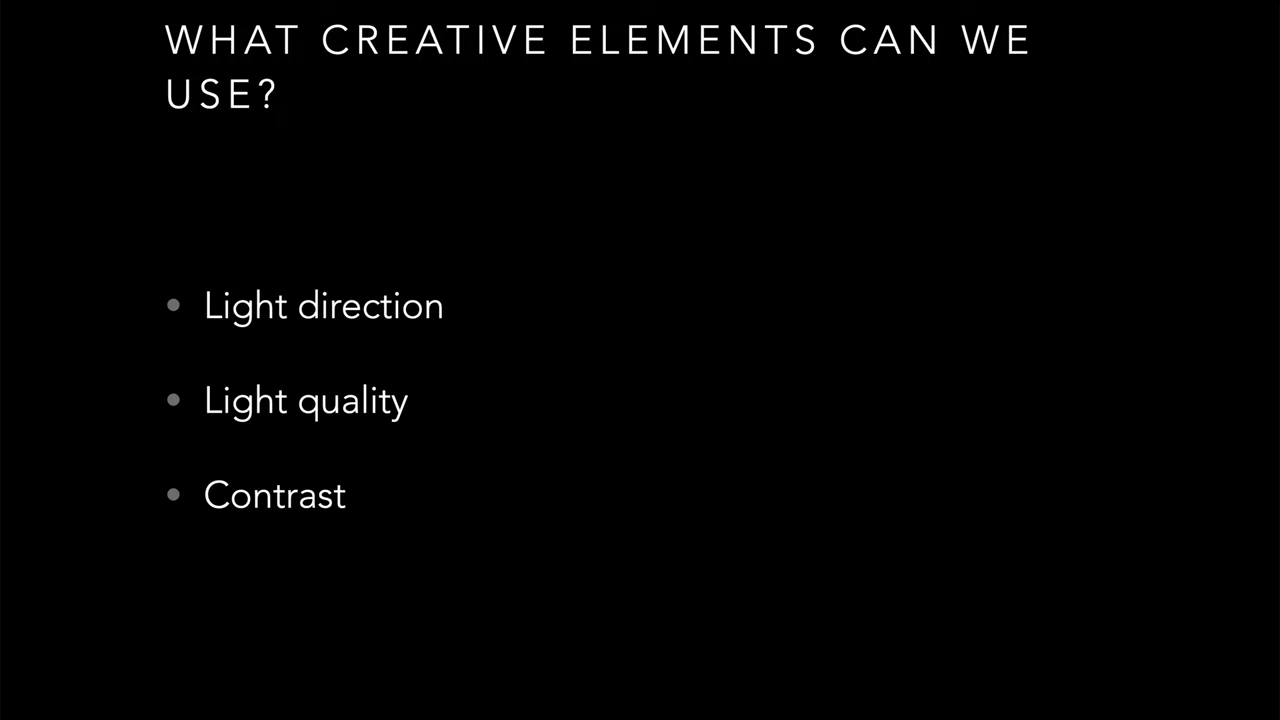 WHAT CREATIVE ELEMENTS CAN WE
USE?
• Light direction
• Light quality
• Contrast